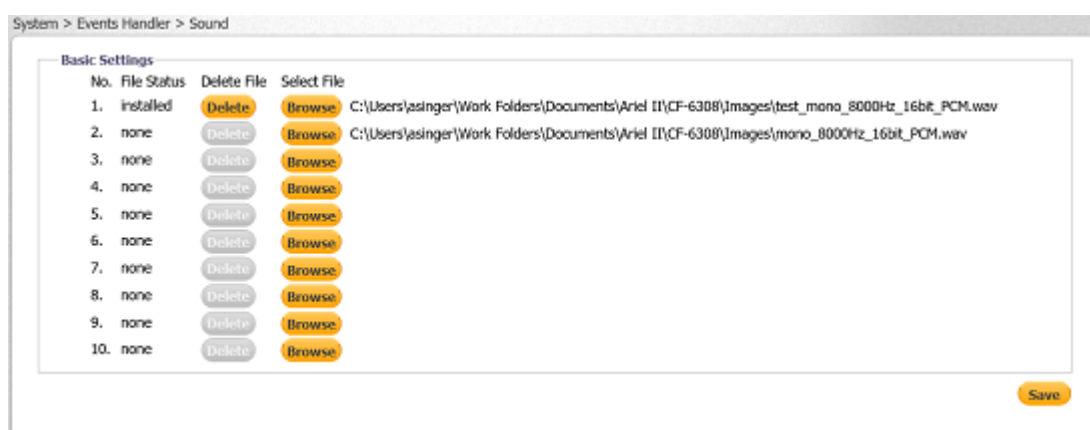 System > Events Handler > Sound
Basic Settings
No. File Status Delete File Select File
1. installed Delete Browse C:\Users\asinger\Work Folders\Documents\Ariel II\CF-6308\Images\test_mono_8000Hz_16bit_PCM.wav
2. none Delete Browse C:\Users\asinger\Work Folders\Documents\Ariel II\CF-6308\Images\mono_8000Hz_16bit_PCM.wav
3. none Delete Browse
4. none Delete Browse
5. none Delete Browse
6. none Delete Browse
7. none Delete Browse
8. none Delete Browse
9. none Delete Browse
10. none Delete Browse
Save